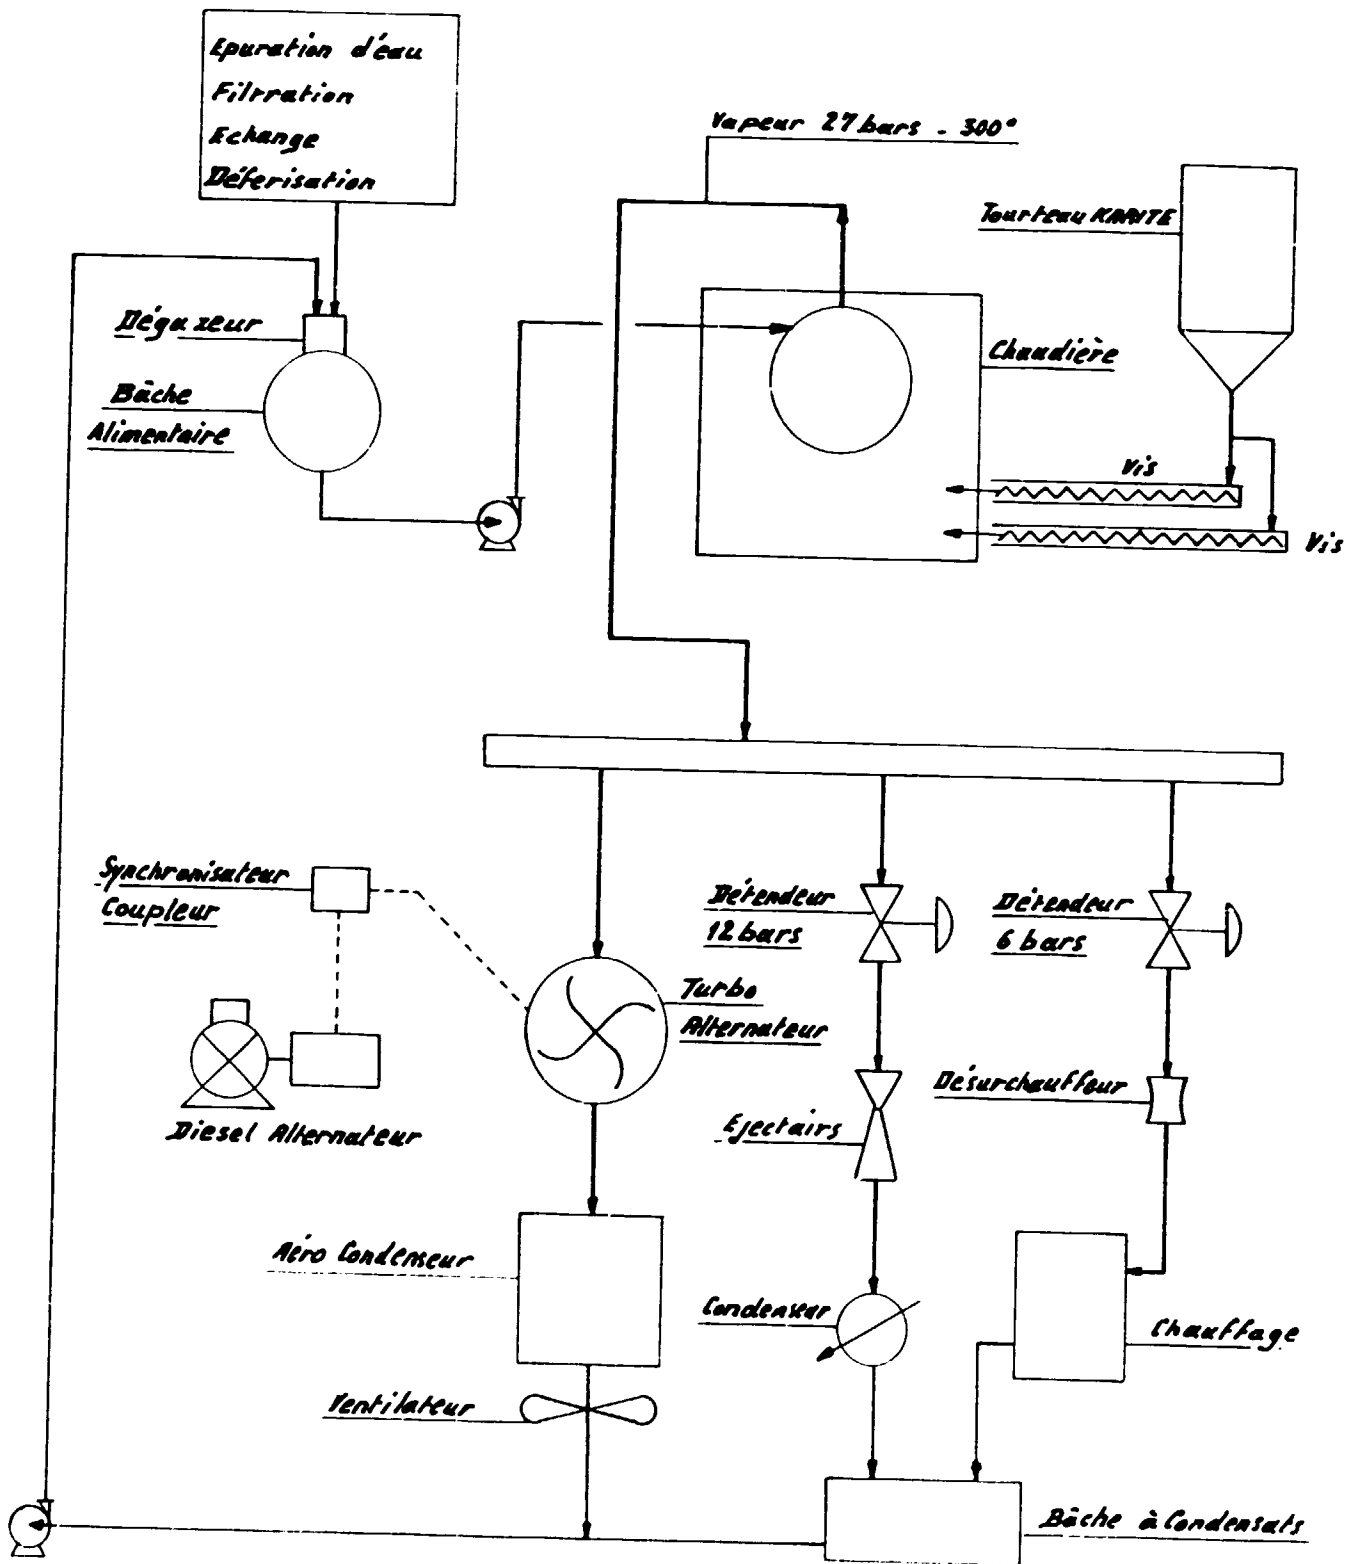 Epuration d'eau
Filtration
Echange
Déferisation
Vapeur 27 bars - 300°
Tourteau KARITE
Dégazeur
Chaudière
Bâche
Alimentaire
Vis
Vis
Synchronisateur
Coupleur
Détendeur
12 bars
Détendeur
6 bars
Turbo
Alternateur
Désurchauffeur
Diesel Alternateur
Ejectairs
Aéro Condenseur
Condenseur
Chauffage
Ventilateur
Bâche à Condensats